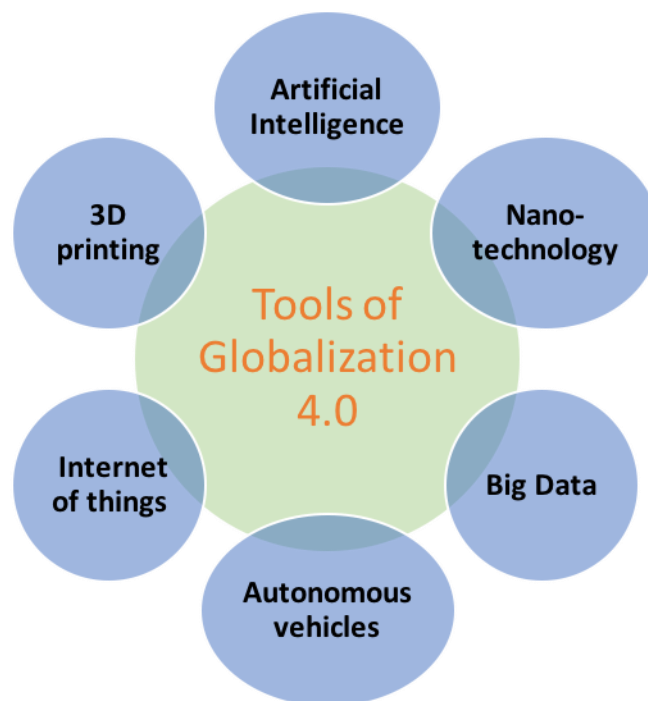 Artificial
Intelligence
3D
printing
Nano-
technology
Tools of
Globalization
4.0
Internet
of things
Big Data
Autonomous
vehicles